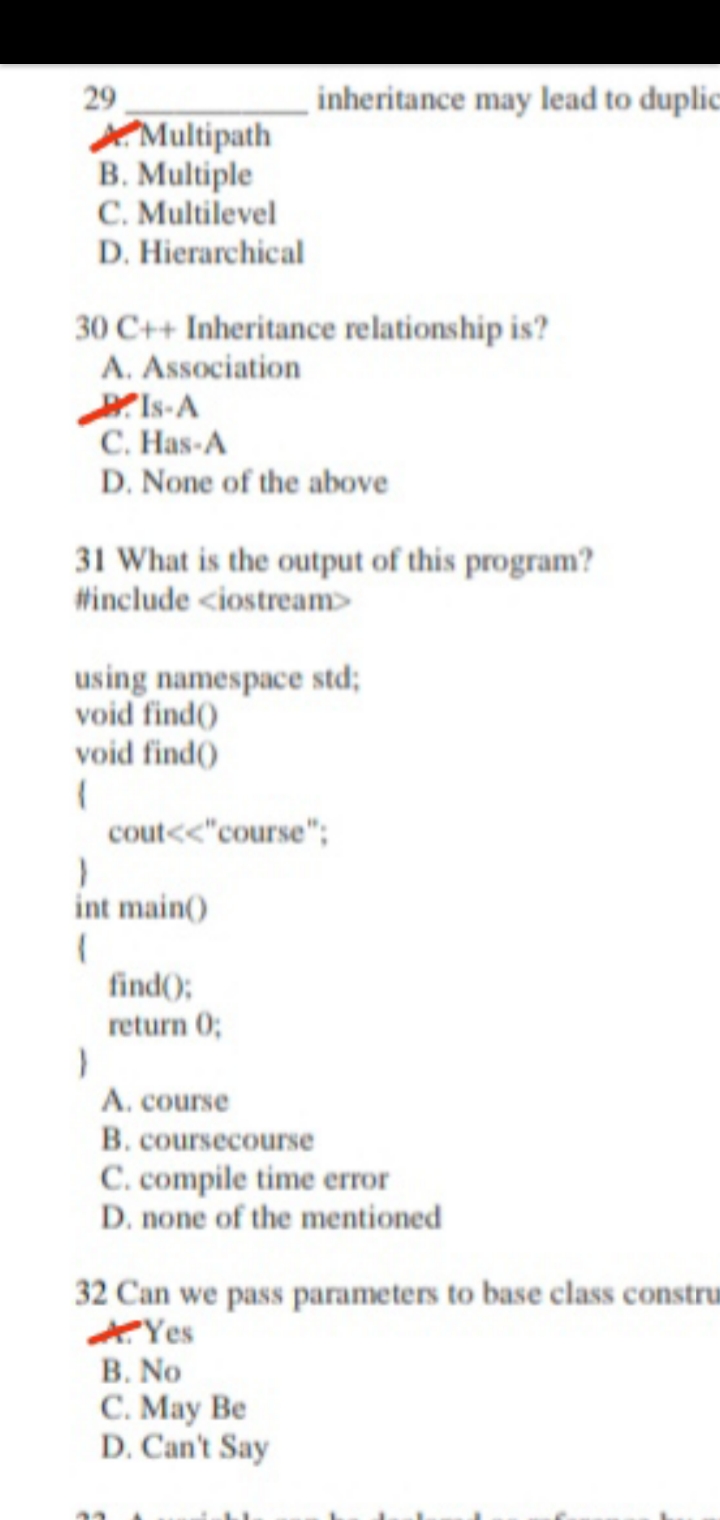 29 ____________ inheritance may lead to duplic
A. Multipath
B. Multiple
C. Multilevel
D. Hierarchical
30 C++ Inheritance relationship is?
A. Association
B. Is-A
C. Has-A
D. None of the above
31 What is the output of this program?
#include <iostream>
using namespace std;
void find()
void find()
{
cout<<"course";
}
int main()
{
find();
return 0;
}
A. course
B. coursecourse
C. compile time error
D. none of the mentioned
32 Can we pass parameters to base class constru
A. Yes
B. No
C. May Be
D. Can't Say